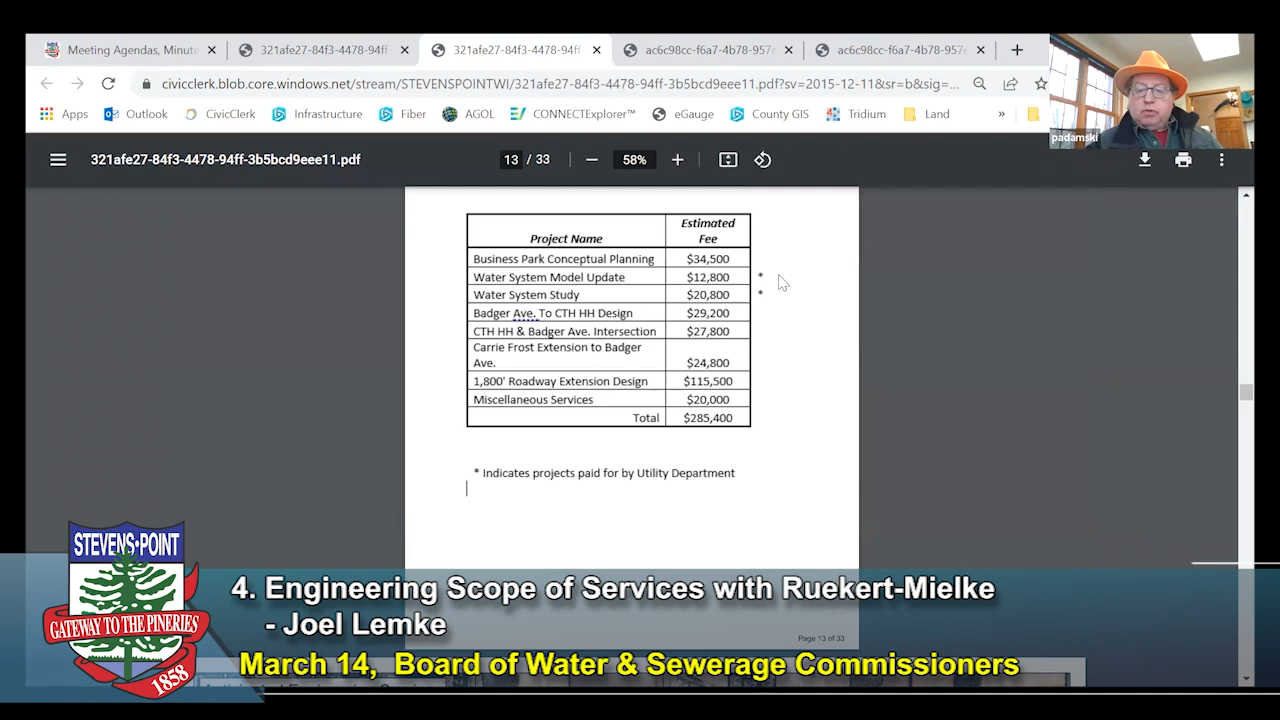 Meeting Agendas, Minute
321afe27-84f3-4478-94ff
321afe27-84f3-4478-94ff
ac6c98cc-f6a7-4b78-957e
ac6c98cc-f6a7-4b78-957e
civicclerk.blob.core.windows.net/stream/STEVENSPOINTWI/321afe27-84f3-4478-94ff-3b5bcd9eee11.pdf?sv=2015-12-11&sr=b&sig=...
Apps Outlook CivicClerk Infrastructure Fiber AGOL CONNECTExplorer™ eGauge County GIS Tridium Land »
padamski
321afe27-84f3-4478-94ff-3b5bcd9eee11.pdf 13 / 33 58%
Project Name Estimated Fee
Business Park Conceptual Planning $34,500
Water System Model Update $12,800 *
Water System Study $20,800 *
Badger Ave. To CTH HH Design $29,200
CTH HH & Badger Ave. Intersection $27,800
Carrie Frost Extension to Badger
Ave. $24,800
1,800' Roadway Extension Design $115,500
Miscellaneous Services $20,000
Total $285,400
* Indicates projects paid for by Utility Department
Page 13 of 33
STEVENS·POINT
GATEWAY TO THE PINERIES
1858
4. Engineering Scope of Services with Ruekert-Mielke
- Joel Lemke
March 14, Board of Water & Sewerage Commissioners